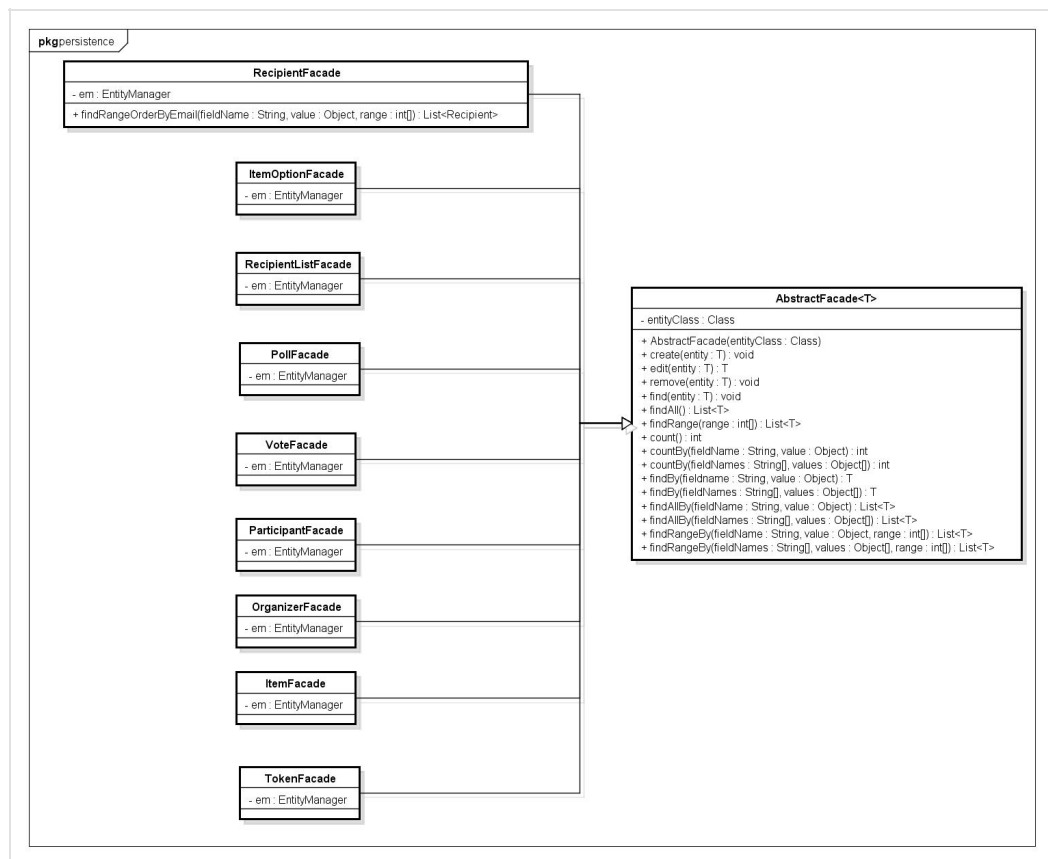 pkg persistence
RecipientFacade
- em : EntityManager
+ findRangeOrderByEmail(fieldName : String, value : Object, range : int[]) : List<Recipient>
ItemOptionFacade
- em : EntityManager
RecipientListFacade
- em : EntityManager
PollFacade
- em : EntityManager
VoteFacade
- em : EntityManager
ParticipantFacade
- em : EntityManager
OrganizerFacade
- em : EntityManager
ItemFacade
- em : EntityManager
TokenFacade
- em : EntityManager
AbstractFacade<T>
- entityClass : Class
+ AbstractFacade(entityClass : Class)
+ create(entity : T) : void
+ edit(entity : T) : T
+ remove(entity : T) : void
+ find(entity : T) : void
+ findAll() : List<T>
+ findRange(range : int[]) : List<T>
+ count() : int
+ countBy(fieldName : String, value : Object) : int
+ countBy(fieldNames : String[], values : Object[]) : int
+ findBy(fieldname : String, value : Object) : T
+ findBy(fieldNames : String[], values : Object[]) : T
+ findAllBy(fieldName : String, value : Object) : List<T>
+ findAllBy(fieldNames : String[], values : Object[]) : List<T>
+ findRangeBy(fieldName : String, value : Object, range : int[]) : List<T>
+ findRangeBy(fieldNames : String[], values : Object[], range : int[]) : List<T>